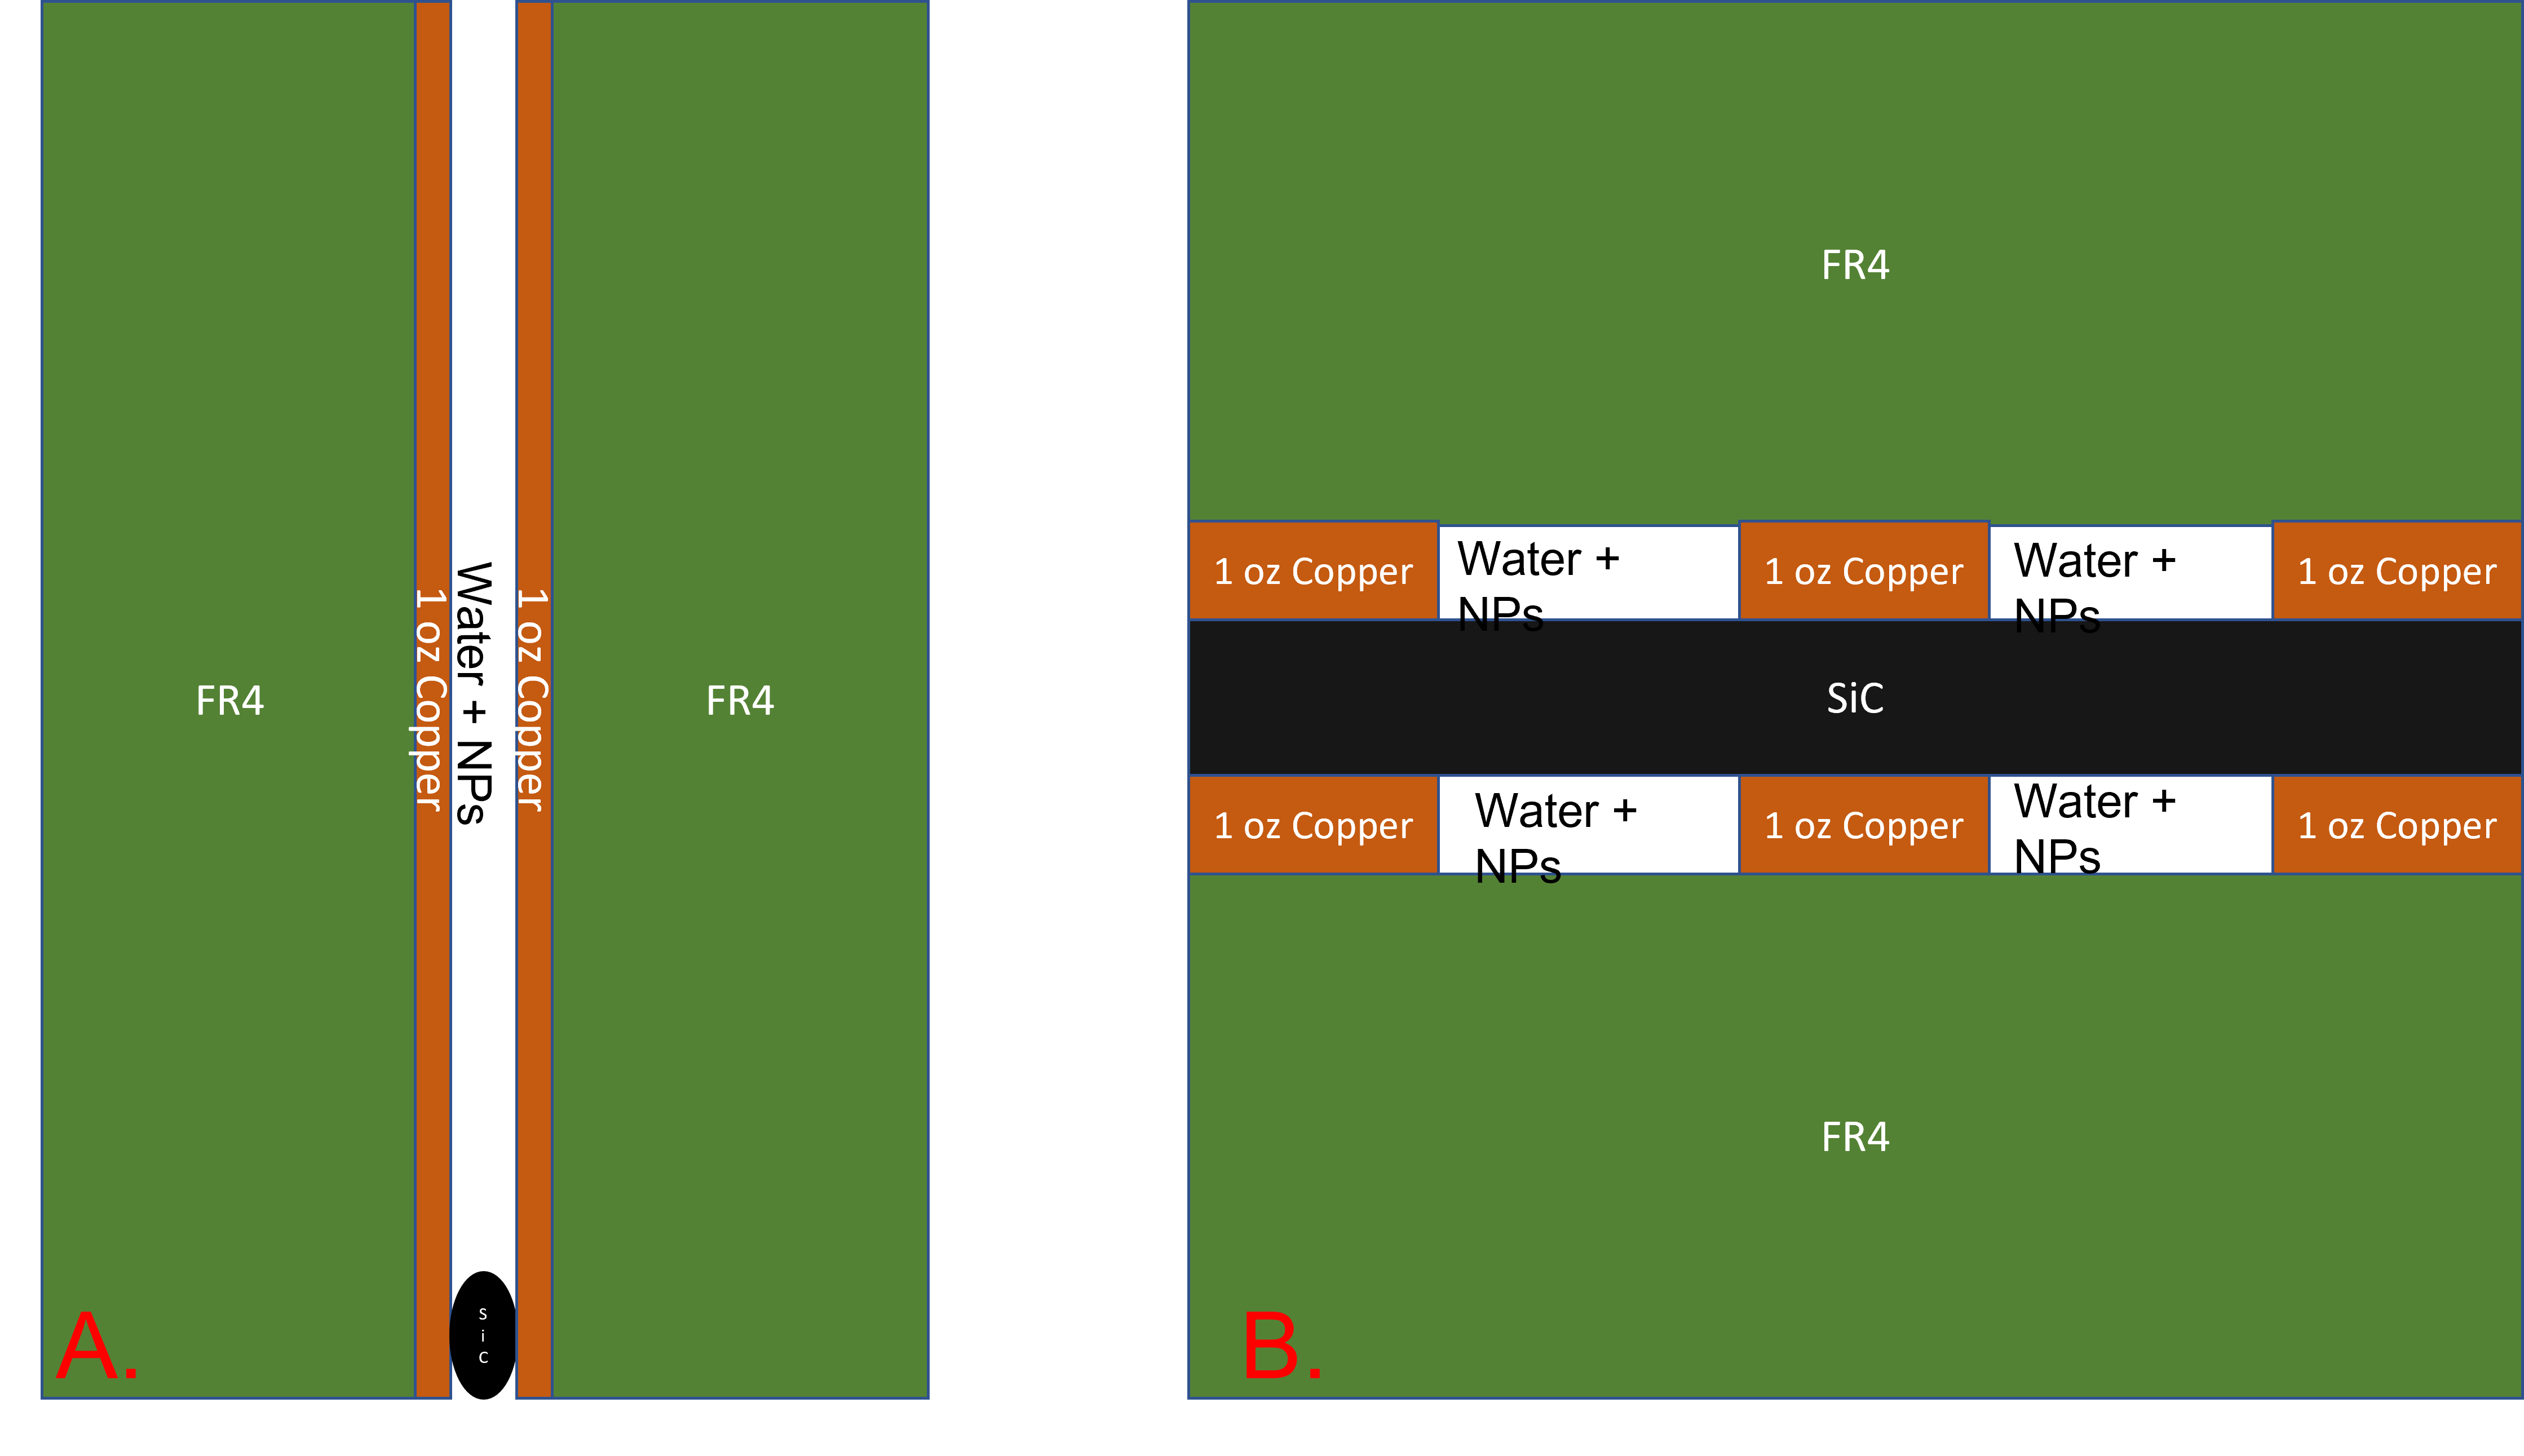 FR4
1 oz Copper
Water + NPs
1 oz Copper
FR4
S
i
C
A.
FR4
1 oz Copper
Water +
NPs
1 oz Copper
Water +
NPs
1 oz Copper
SiC
1 oz Copper
Water +
NPs
1 oz Copper
Water +
NPs
1 oz Copper
FR4
B.